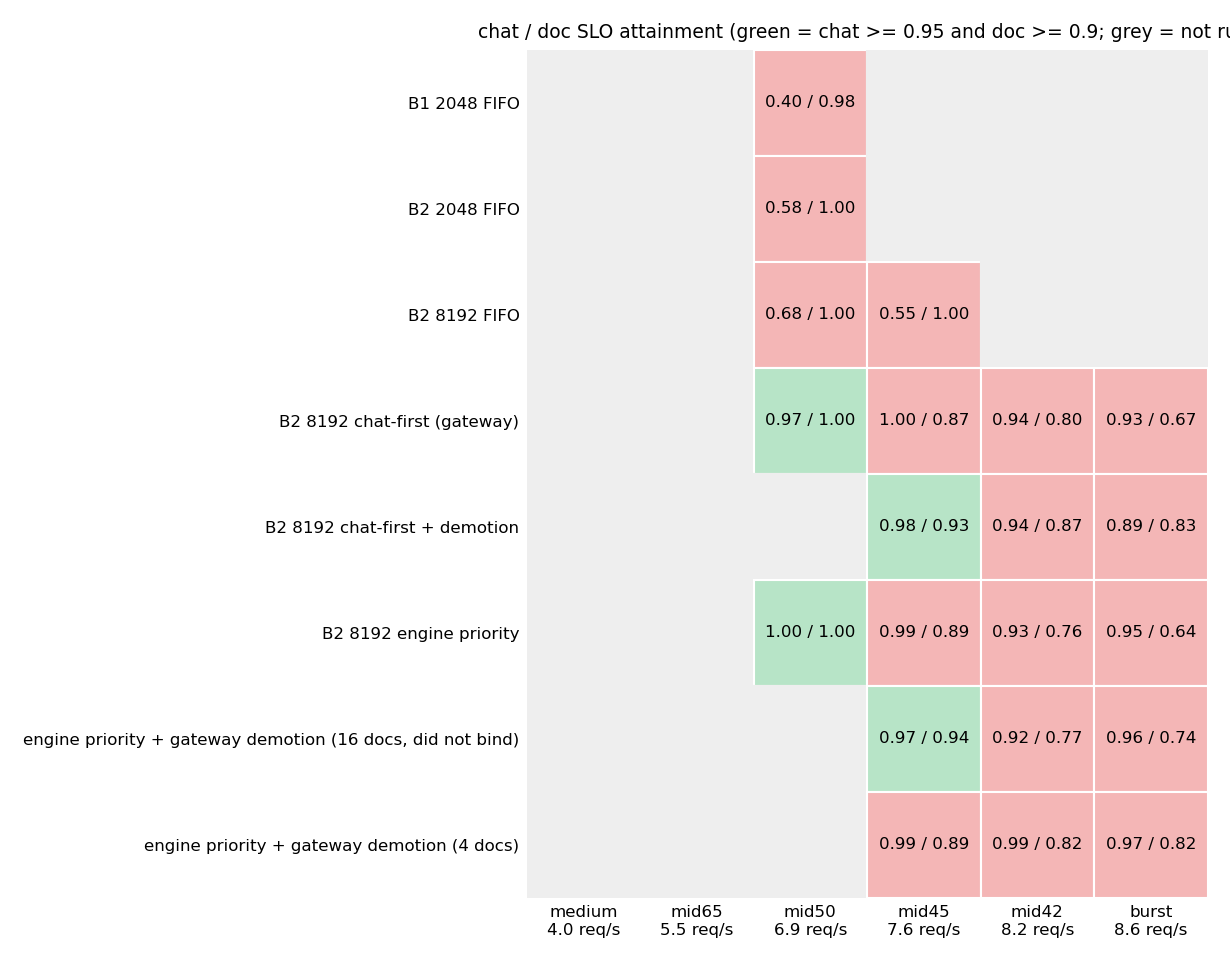 chat / doc SLO attainment (green = chat >= 0.95 and doc >= 0.9; grey = not ru
B1 2048 FIFO
0.40 / 0.98
B2 2048 FIFO
0.58 / 1.00
B2 8192 FIFO
0.68 / 1.00
0.55 / 1.00
B2 8192 chat-first (gateway)
0.97 / 1.00
1.00 / 0.87
0.94 / 0.80
0.93 / 0.67
B2 8192 chat-first + demotion
0.98 / 0.93
0.94 / 0.87
0.89 / 0.83
B2 8192 engine priority
1.00 / 1.00
0.99 / 0.89
0.93 / 0.76
0.95 / 0.64
engine priority + gateway demotion (16 docs, did not bind)
0.97 / 0.94
0.92 / 0.77
0.96 / 0.74
engine priority + gateway demotion (4 docs)
0.99 / 0.89
0.99 / 0.82
0.97 / 0.82
medium
4.0 req/s
mid65
5.5 req/s
mid50
6.9 req/s
mid45
7.6 req/s
mid42
8.2 req/s
burst
8.6 req/s